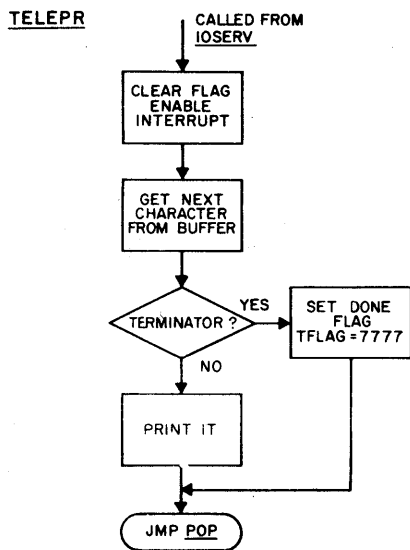 TELEPR
CALLED FROM
IOSERV
CLEAR FLAG
ENABLE
INTERRUPT
GET NEXT
CHARACTER
FROM BUFFER
TERMINATOR?
YES
SET DONE
FLAG
TFLAG=7777
NO
PRINT IT
JMP POP